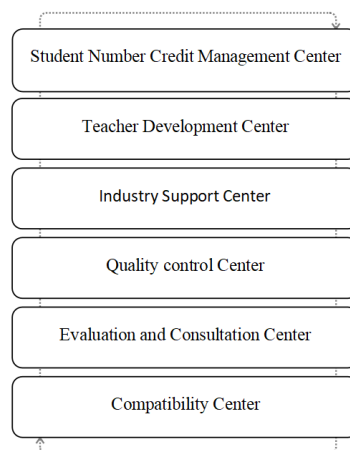 Student Number Credit Management Center
Teacher Development Center
Industry Support Center
Quality control Center
Evaluation and Consultation Center
Compatibility Center